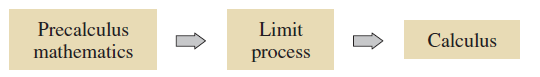 Precalculus
mathematics
Limit
process
Calculus